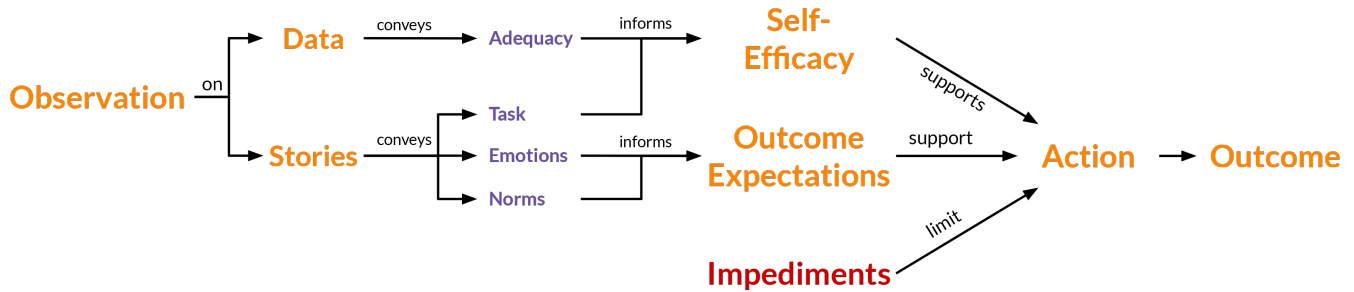 Observation
on
Data
conveys
Adequacy
informs
Self-
Efficacy
supports
Stories
conveys
Task
Emotions
Norms
informs
Outcome
Expectations
support
Action
Outcome
Impediments
limit